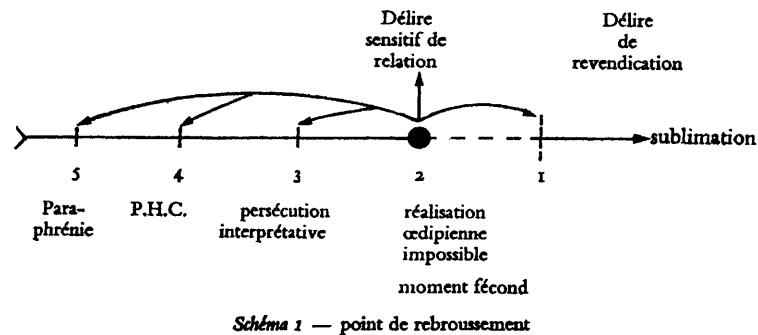 Délire
sensitif de
relation
Délire
de
revendication
sublimation
5
4
3
2
1
Para-
phrénie
P.H.C.
persécution
interprétative
réalisation
œdipienne
impossible
moment fécond
Schéma 1 — point de rebroussement